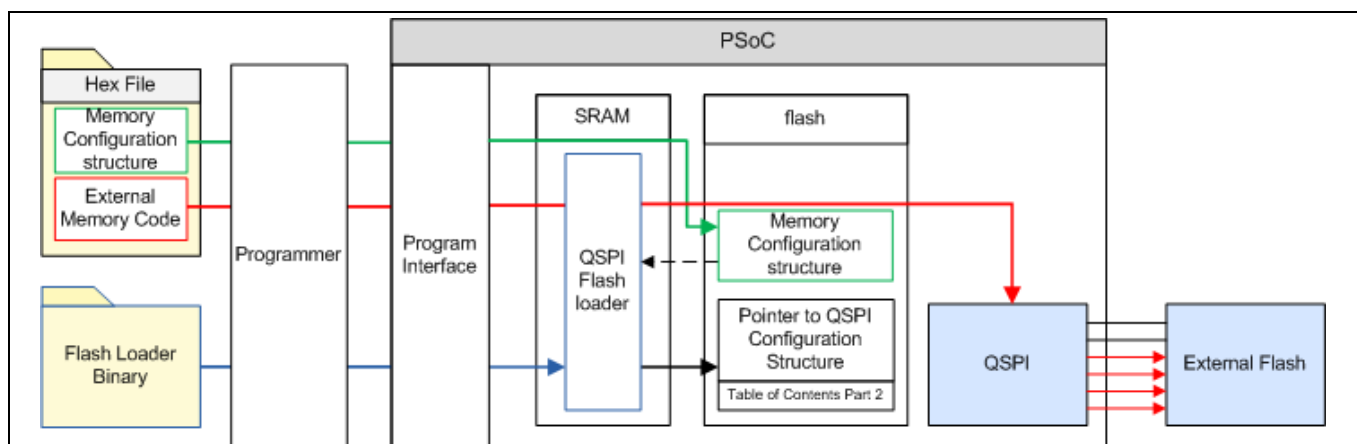 PSoC
Hex File
Memory
Configuration
structure
External
Memory Code
Flash Loader
Binary
Programmer
Program
Interface
SRAM
QSPI
Flash
loader
flash
Memory
Configuration
structure
Pointer to QSPI
Configuration
Structure
Table of Contents Part 2
QSPI
External Flash